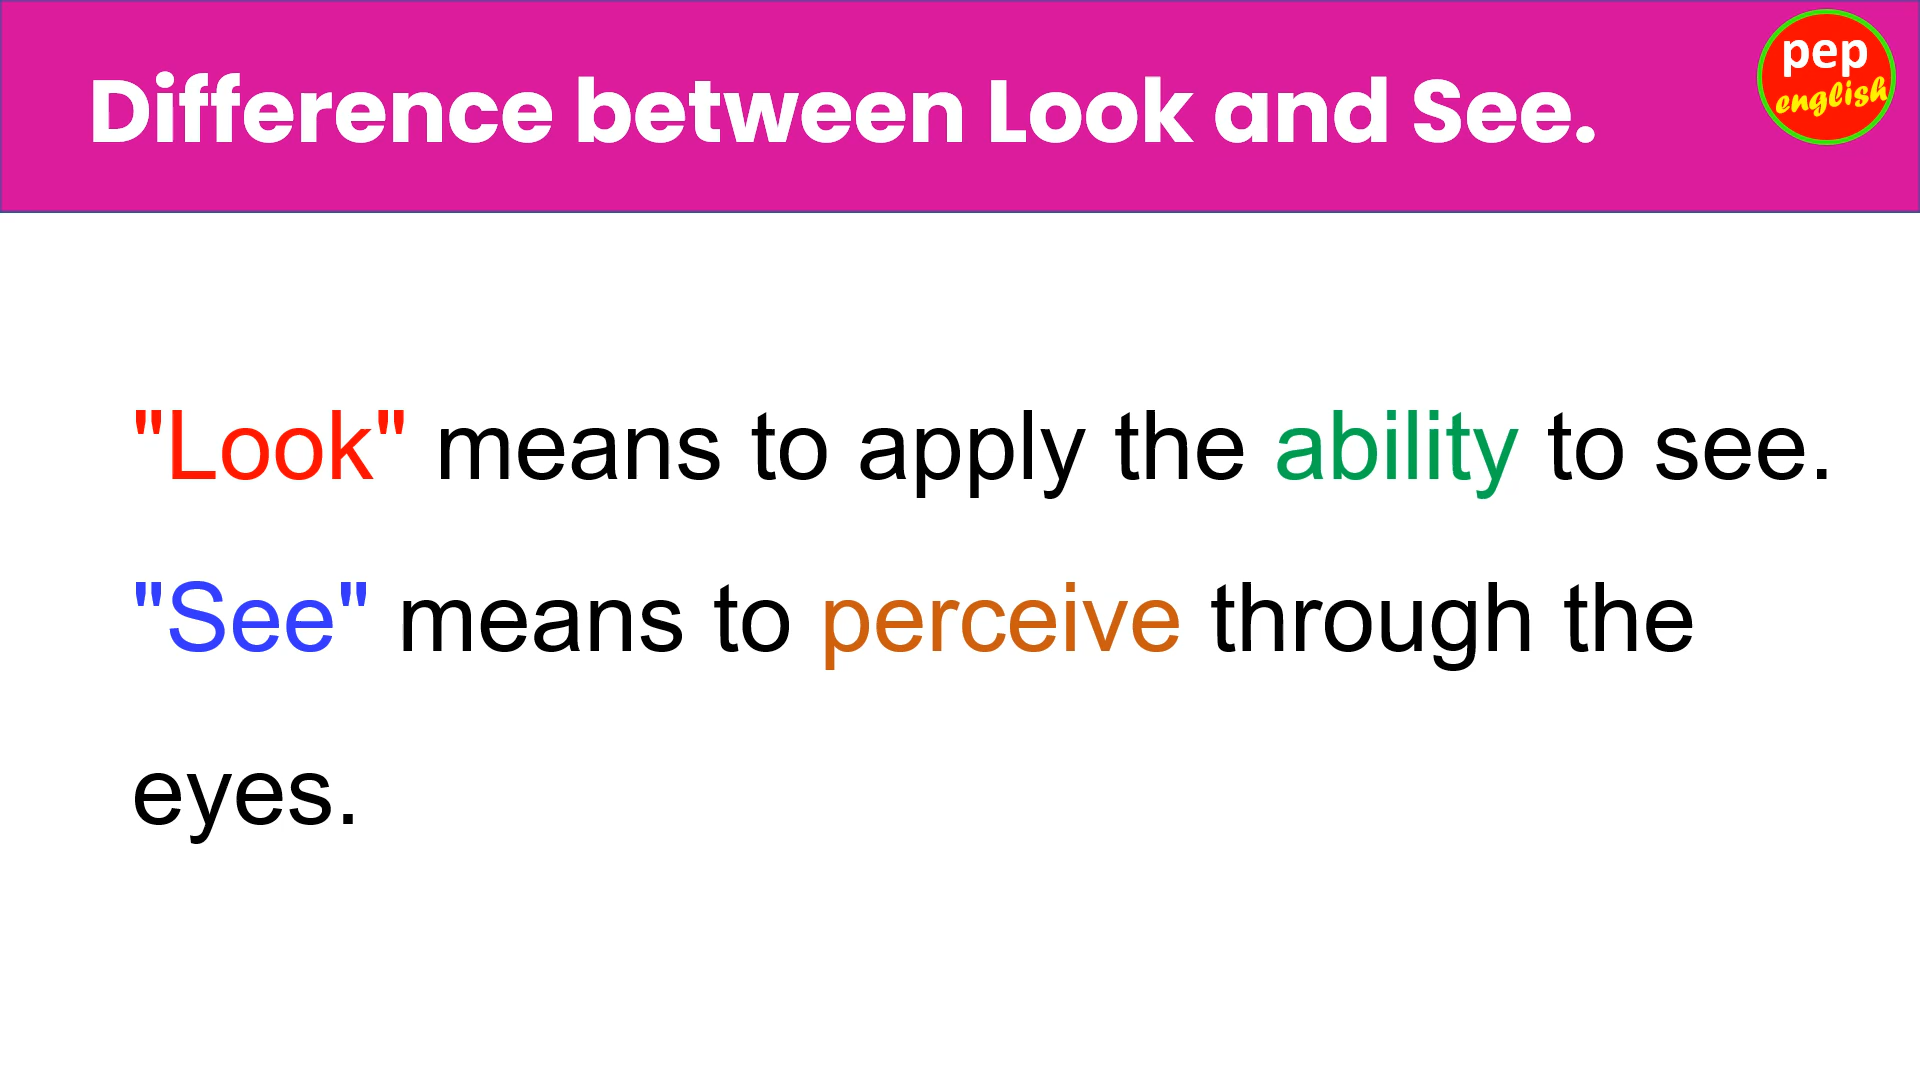 Difference between Look and See.
pep
english
"Look" means to apply the ability to see.
"See" means to perceive through the
eyes.